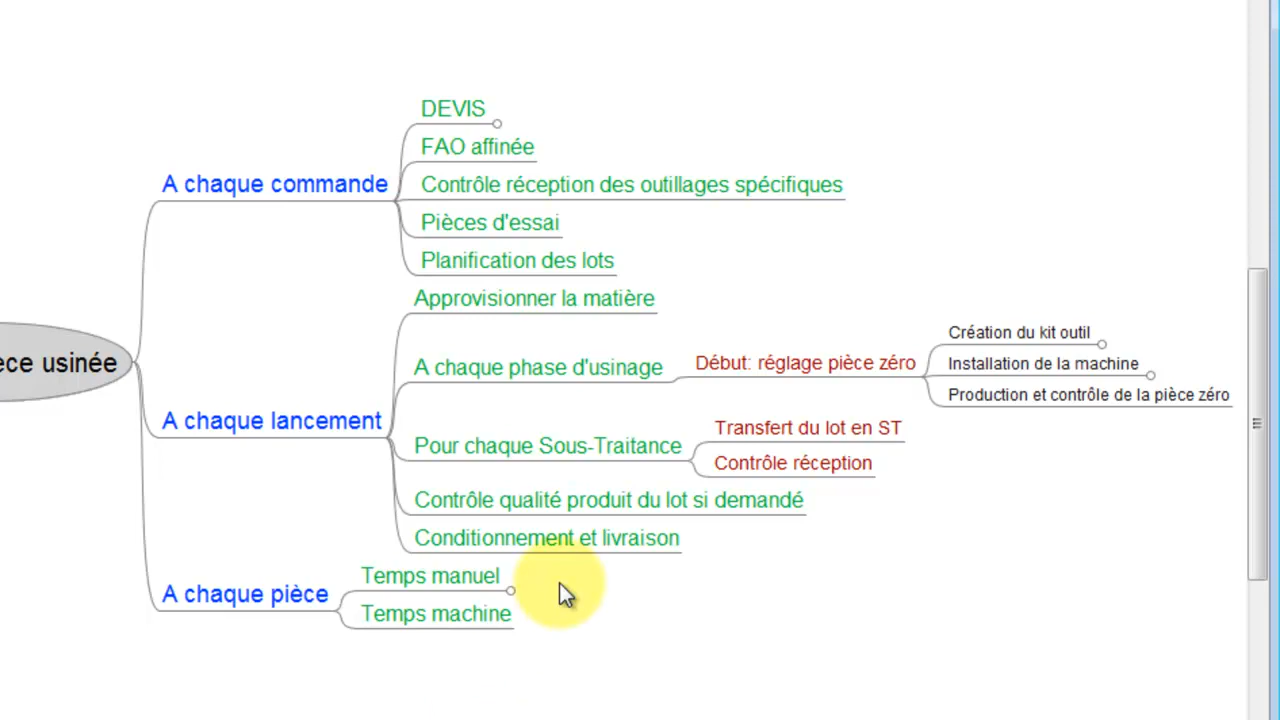 DEVIS
FAO affinée
A chaque commande
Contrôle réception des outillages spécifiques
Pièces d'essai
Planification des lots
Approvisionner la matière
Création du kit outil
A chaque phase d'usinage
Début: réglage pièce zéro
Installation de la machine
Production et contrôle de la pièce zéro
usinée
A chaque lancement
Transfert du lot en ST
Pour chaque Sous-Traitance
Contrôle réception
Contrôle qualité produit du lot si demandé
Conditionnement et livraison
Temps manuel
A chaque pièce
Temps machine